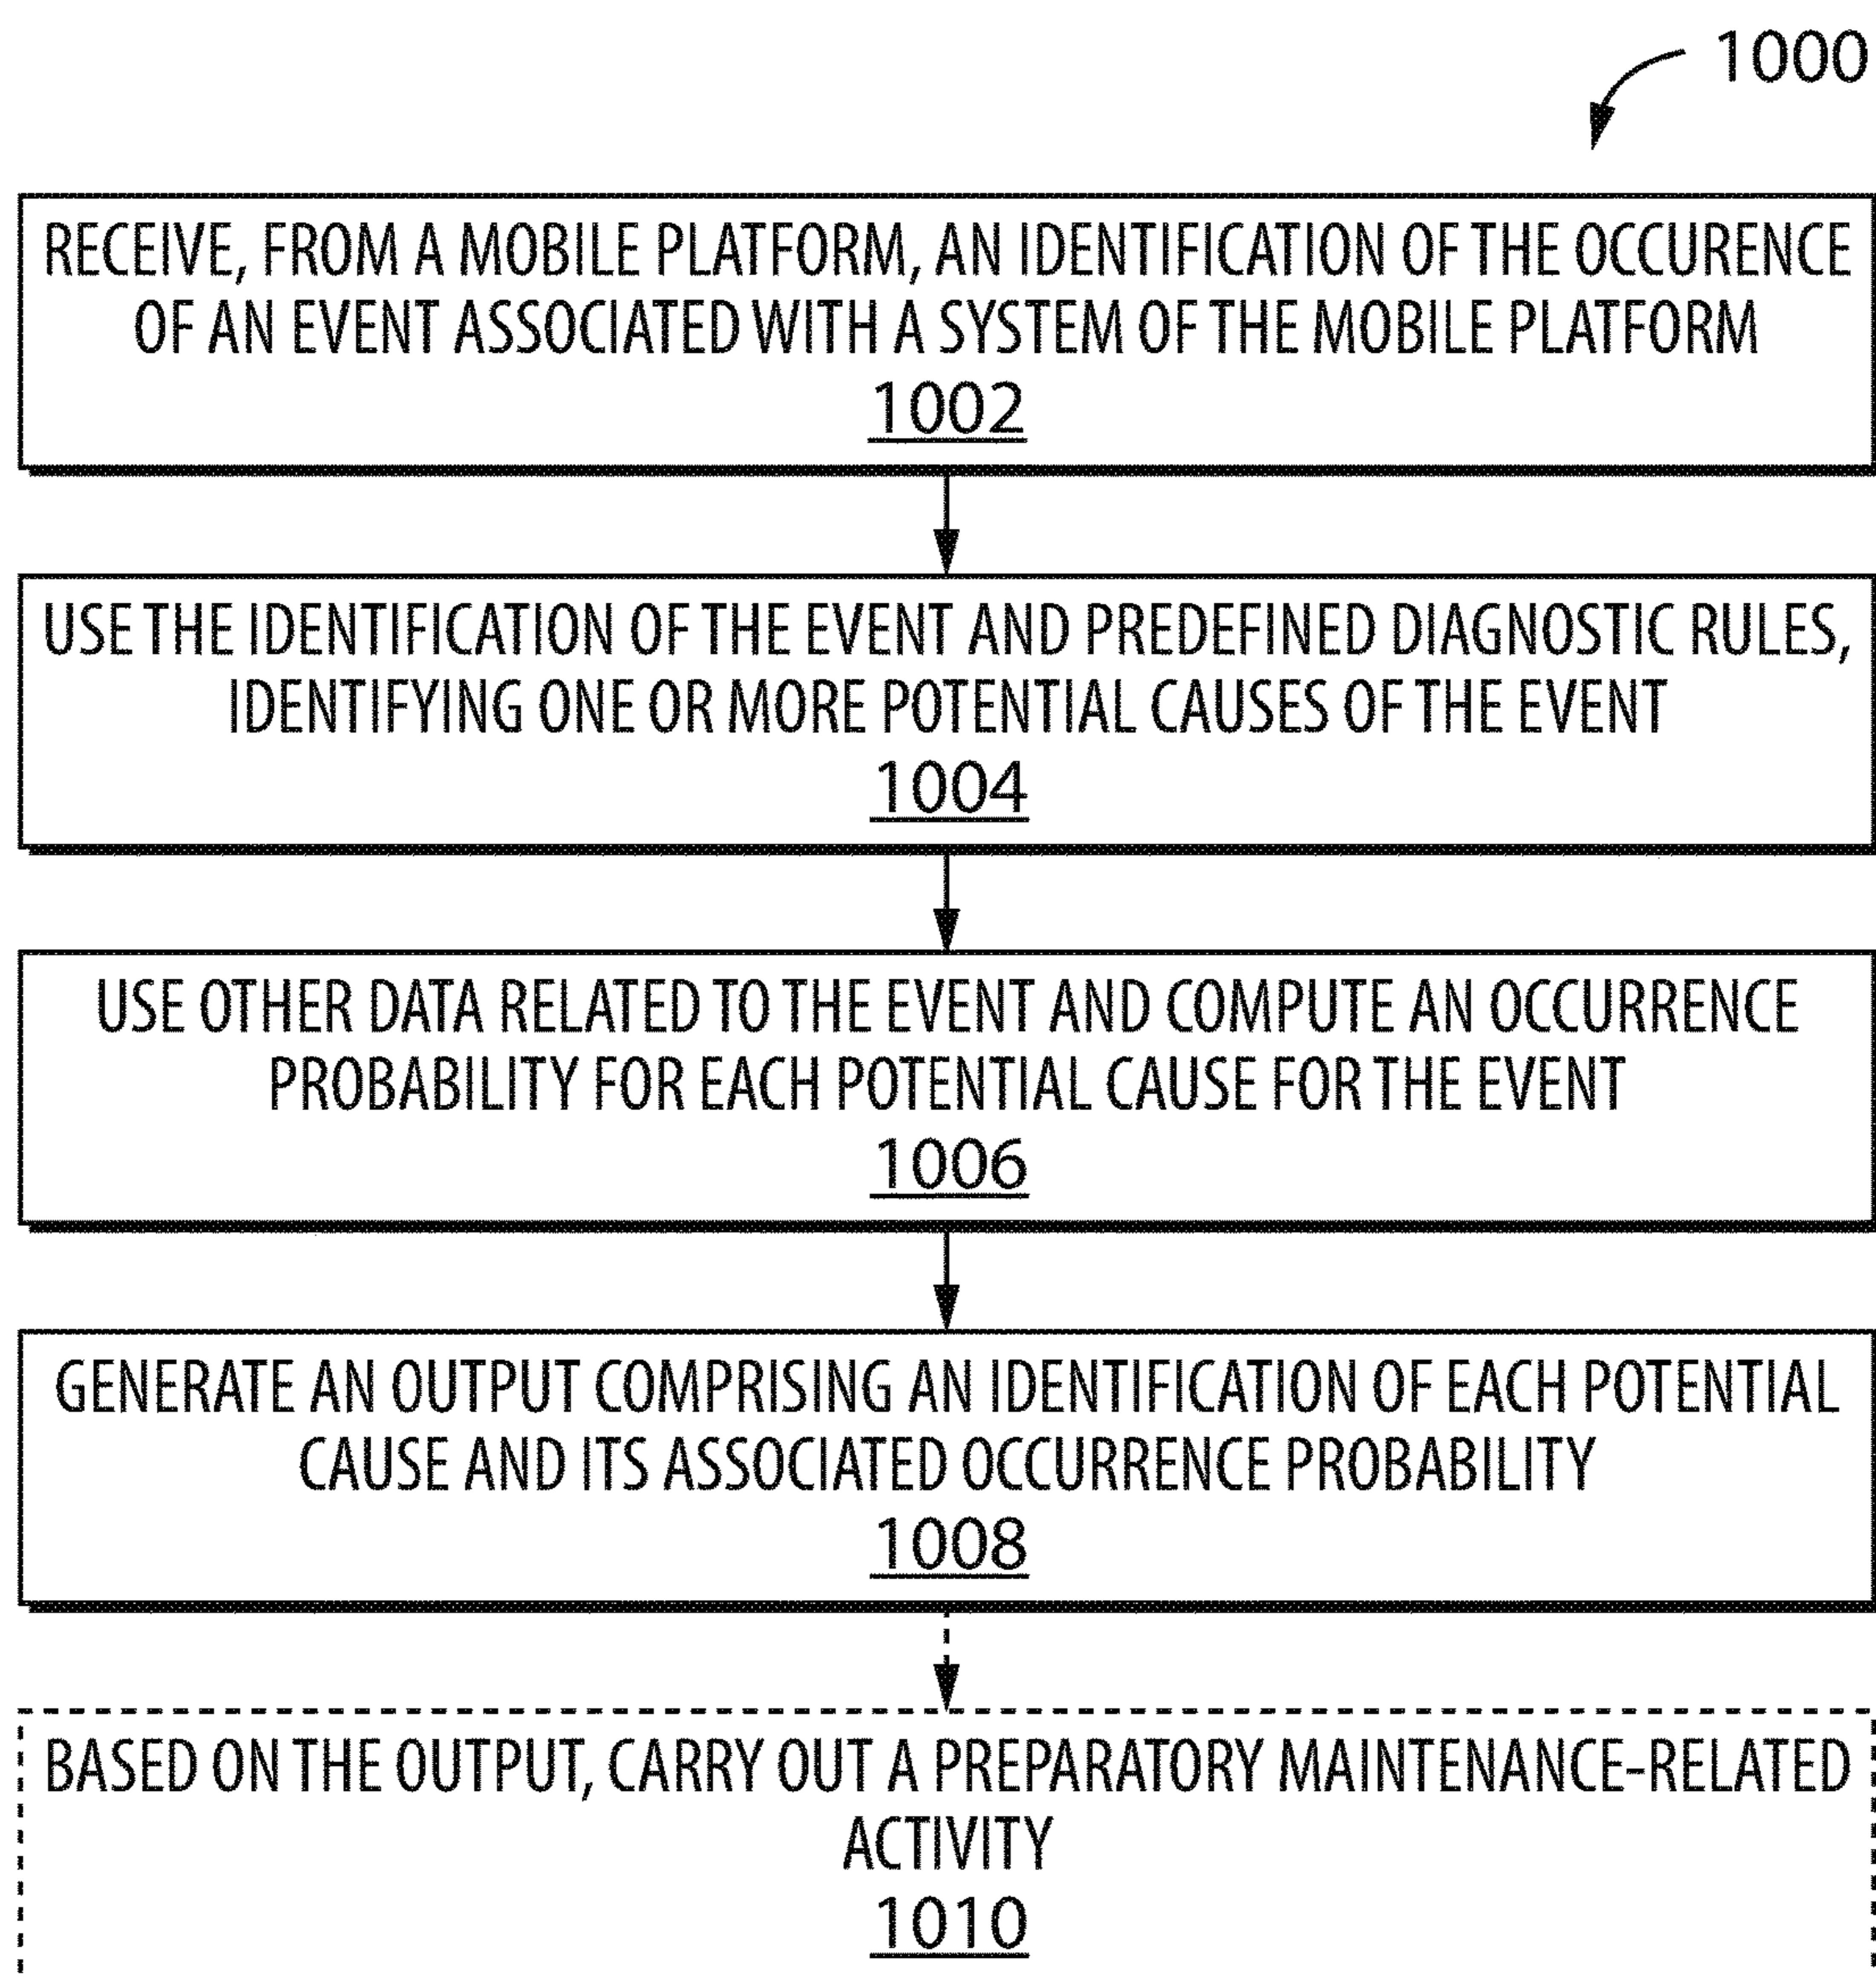 1000
RECEIVE, FROM A MOBILE PLATFORM, AN IDENTIFICATION OF THE OCCURENCE
OF AN EVENT ASSOCIATED WITH A SYSTEM OF THE MOBILE PLATFORM
1002
USE THE IDENTIFICATION OF THE EVENT AND PREDEFINED DIAGNOSTIC RULES,
IDENTIFYING ONE OR MORE POTENTIAL CAUSES OF THE EVENT
1004
USE OTHER DATA RELATED TO THE EVENT AND COMPUTE AN OCCURRENCE
PROBABILITY FOR EACH POTENTIAL CAUSE FOR THE EVENT
1006
GENERATE AN OUTPUT COMPRISING AN IDENTIFICATION OF EACH POTENTIAL
CAUSE AND ITS ASSOCIATED OCCURRENCE PROBABILITY
1008
BASED ON THE OUTPUT, CARRY OUT A PREPARATORY MAINTENANCE-RELATED
ACTIVITY
1010